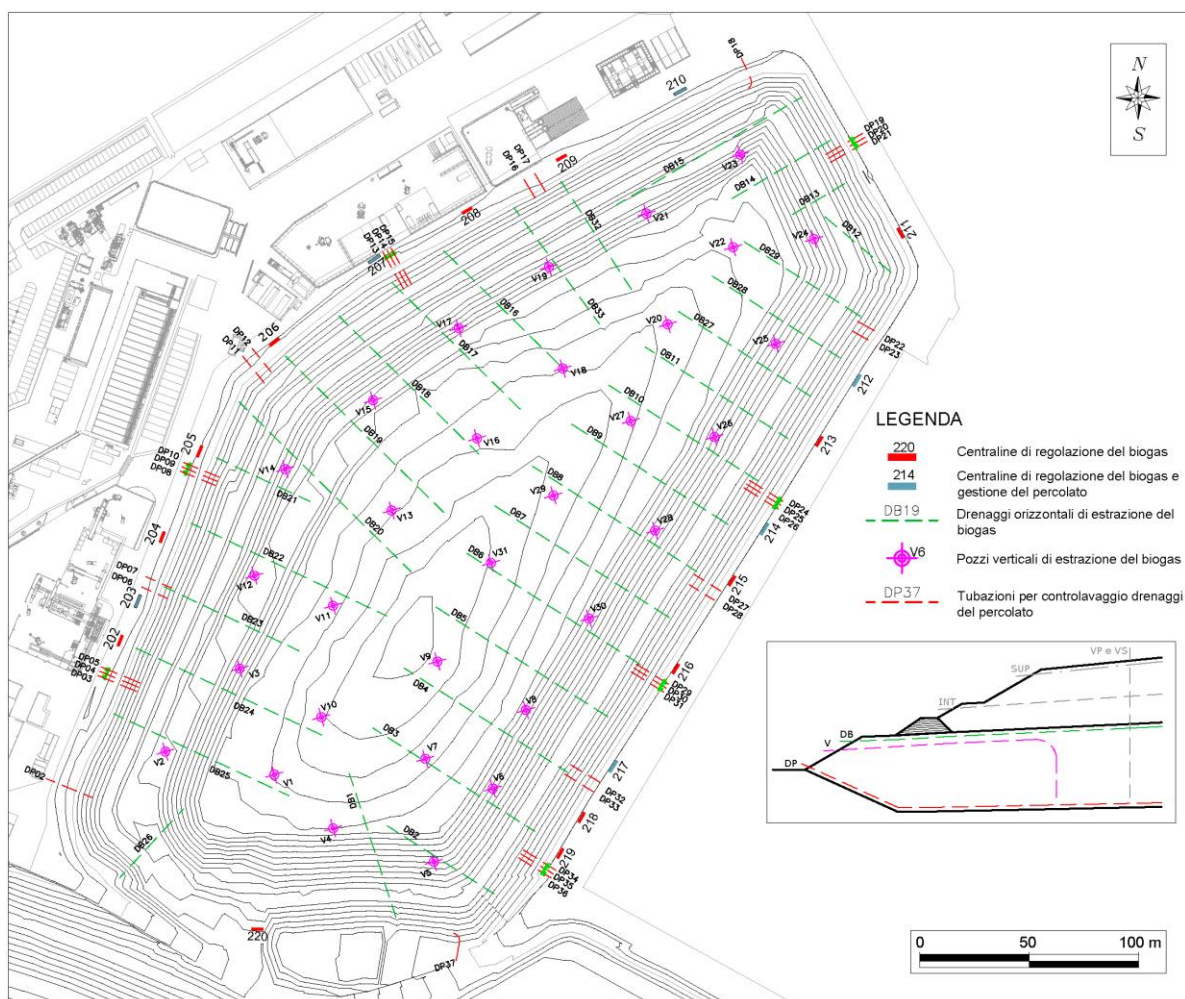 DP18
210
N
S
DP19
DP20
DP21
DP17
DP16
209
V23
DB15
DB14
DB13
DB12
211
208
DB32
V21
V24
V22
DB29
DP15
DP14
DP13
207
V19
DB28
DB16
DB33
DB27
V17
V20
V25
DP22
DP23
206
DP12
DP11
DB17
DB11
212
V18
DB18
DB10
V15
V27
LEGENDA
DB19
DB9
V26
213
220
Centraline di regolazione del biogas
205
V16
DP10
DP09
DP08
V14
DB8
214
Centraline di regolazione del biogas e
gestione del percolato
DB21
V29
DB7
DP24
DP25
DP26
DB19
Drenaggi orizzontali di estrazione del
biogas
V13
DB20
V28
214
204
DB22
DB6
V31
V6
Pozzi verticali di estrazione del biogas
DP07
DP06
V12
215
DP27
DP28
203
V11
DB5
V30
DP37
Tubazioni per controlavaggio drenaggi
del percolato
DB23
202
DP05
DP04
DP03
V3
V9
216
DP29
DP30
DP31
VP e VS
SUP
DB4
INT
DB24
V10
V8
DB3
V
DB
V2
V7
DP
217
DB25
V1
V6
DP02
DP32
DP33
DB1
V4
DB2
218
DB26
V5
219
DP34
DP35
DP36
220
DP37
0
50
100 m